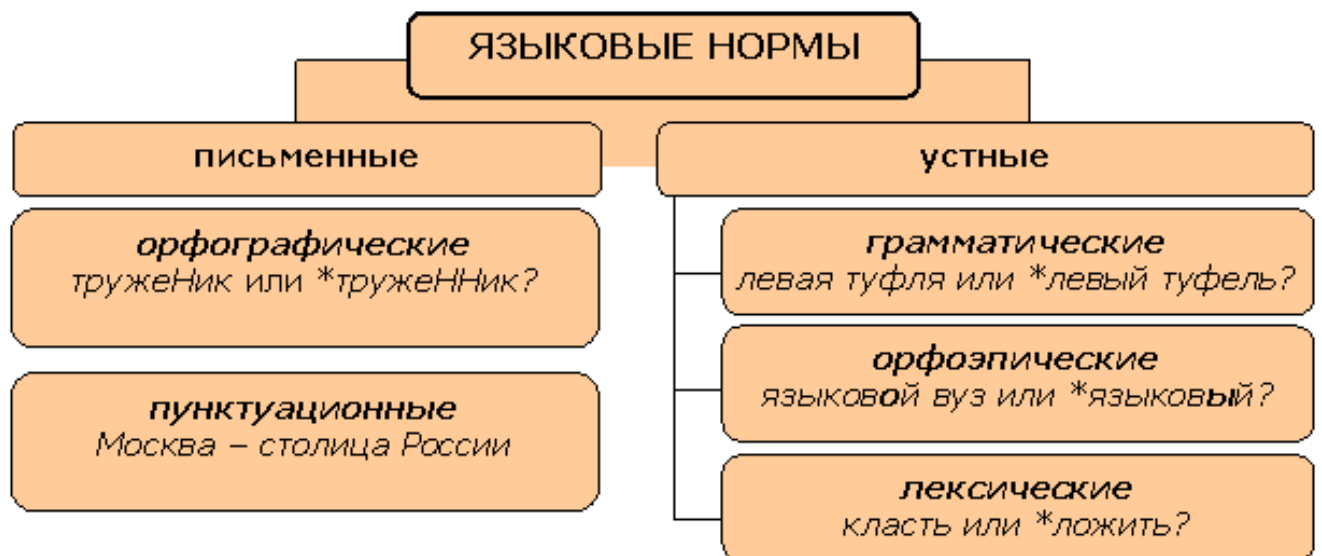 ЯЗЫКОВЫЕ НОРМЫ
письменные
орфографические
тружеНик или *тружеННик?
пунктуационные
Москва – столица России
устные
грамматические
левая туфля или *левый туфель?
орфоэпические
языковой вуз или *языковый?
лексические
класть или *ложить?